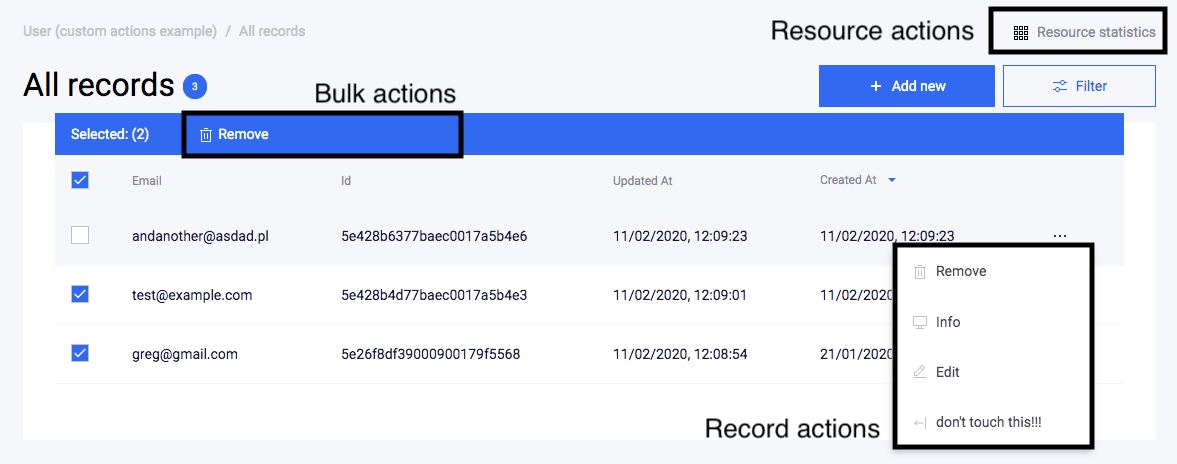 User (custom actions example) / All records
Resource actions
Resource statistics
All records 3
Bulk actions
+ Add new
Filter
Selected: (2)
Remove
Email Id Updated At Created At
andanother@asdad.pl 5e428b6377baec0017a5b4e6 11/02/2020, 12:09:23 11/02/2020, 12:09:23 ...
test@example.com 5e428b4d77baec0017a5b4e3 11/02/2020, 12:09:01 11/02/2020
greg@gmail.com 5e26f8df39000900179f5568 11/02/2020, 12:08:54 21/01/2020
Remove
Info
Edit
don't touch this!!!
Record actions